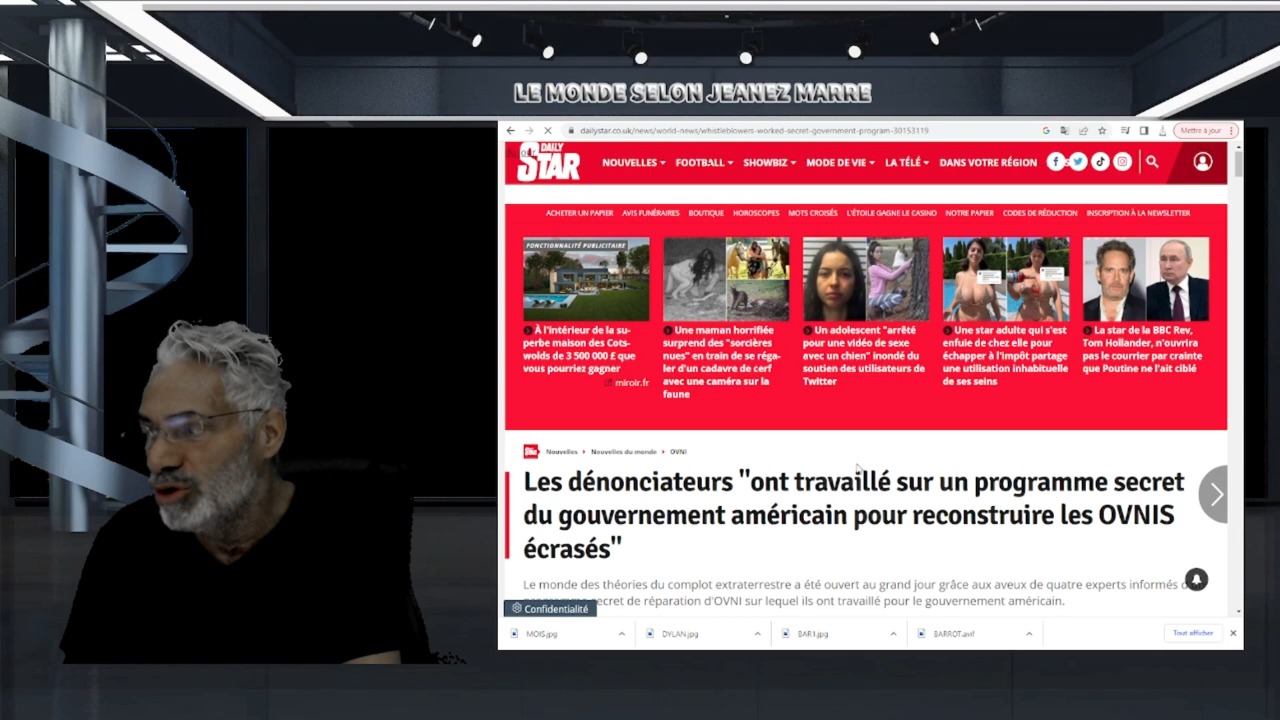 LE MONDE SELON JEANEZ MARRE
dailystar.co.uk/news/world-news/whistleblowers-worked-secret-government-program-30153119
Mettre à jour
DAILY
STAR
NOUVELLES
FOOTBALL
SHOWBIZ
MODE DE VIE
LA TÉLÉ
DANS VOTRE RÉGION
ACHETER UN PAPIER
AVIS FUNÉRAIRES
BOUTIQUE
HOROSCOPES
MOTS CROISÉS
L'ÉTOILE GAGNE LE CASINO
NOTRE PAPIER
CODES DE RÉDUCTION
INSCRIPTION À LA NEWSLETTER
FONCTIONNALITÉ PUBLICITAIRE
À l'intérieur de la su-
perbe maison des Cots-
wolds de 3 500 000 £ que
vous pourriez gagner
miroir.fr
Une maman horrifiée
surprend des "sorcières
nues" en train de se réga-
ler d'un cadavre de cerf
avec une caméra sur la
faune
Un adolescent "arrêté
pour une vidéo de sexe
avec un chien" inondé du
soutien des utilisateurs de
Twitter
Une star adulte qui s'est
enfuie de chez elle pour
échapper à l'impôt partage
une utilisation inhabituelle
de ses seins
La star de la BBC Rev,
Tom Hollander, n'ouvrira
pas le courrier par crainte
que Poutine ne l'ait ciblé
Nouvelles
Nouvelles du monde
OVNI
Les dénonciateurs "ont travaillé sur un programme secret
du gouvernement américain pour reconstruire les OVNIS
écrasés"
Le monde des théories du complot extraterrestre a été ouvert au grand jour grâce aux aveux de quatre experts informés
secret de réparation d'OVNI sur lequel ils ont travaillé pour le gouvernement américain.
Confidentialité
MOIS.jpg
DYLAN.jpg
BAR1.jpg
BARROT.avif
Tout afficher